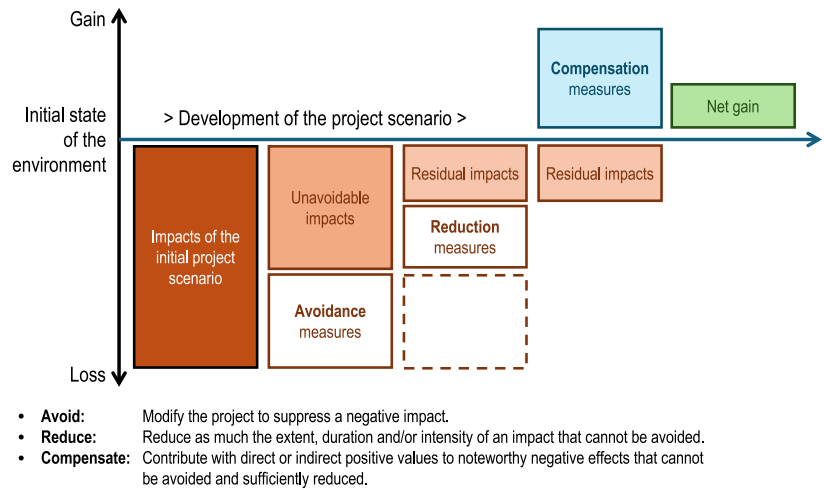 Gain
Initial state
of the
environment
Loss
> Development of the project scenario >
Impacts of the
initial project
scenario
Unavoidable
impacts
Avoidance
measures
Residual impacts
Reduction
measures
Compensation
measures
Residual impacts
Net gain
• Avoid: Modify the project to suppress a negative impact.
• Reduce: Reduce as much the extent, duration and/or intensity of an impact that cannot be avoided.
• Compensate: Contribute with direct or indirect positive values to noteworthy negative effects that cannot
be avoided and sufficiently reduced.